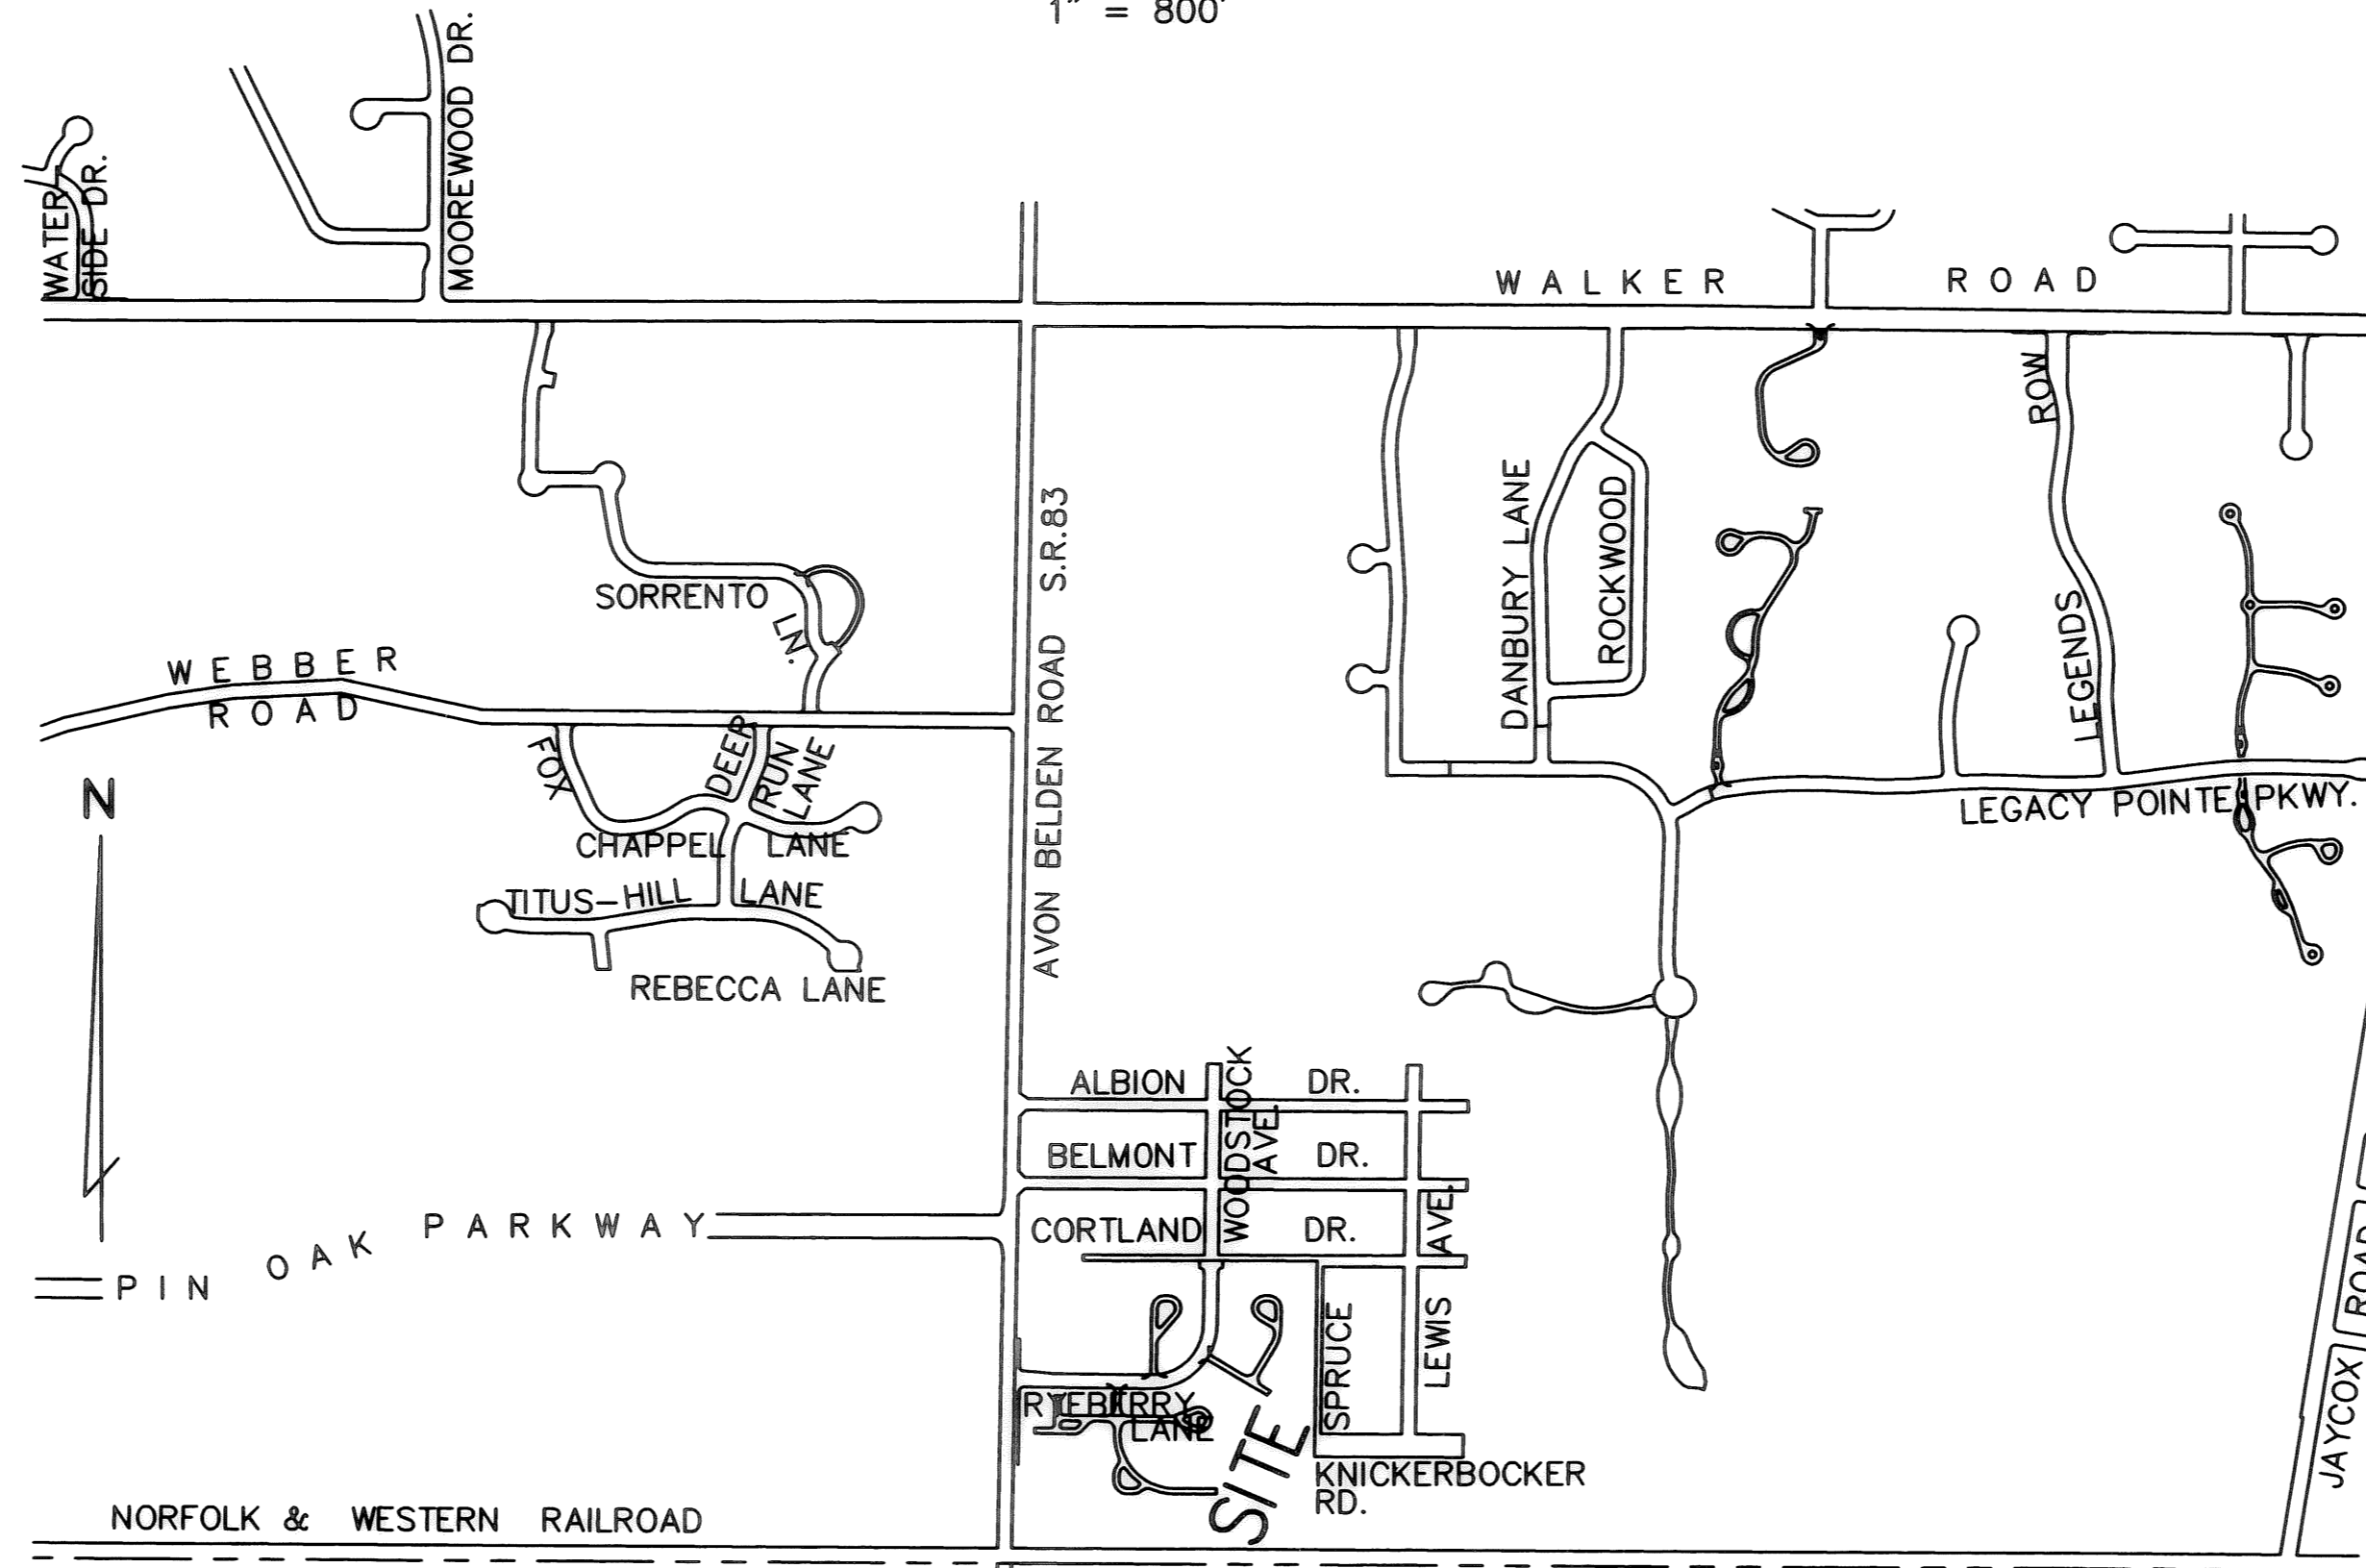 1" = 800'
MOOREWOOD DR.
WATER
SIDE DR.
WALKER ROAD
ROW
AVON BELDEN ROAD S.R.83
SORRENTO
LN.
DANBURY LANE
ROCKWOOD
LEGENDS
WEBBER
ROAD
FOX
DEEP
RUN
LANE
CHAPPEL LANE
N
LEGACY POINTE PKWY.
TITUS-HILL LANE
REBECCA LANE
ALBION DR.
WOODSTOCK
AVE.
BELMONT DR.
CORTLAND DR.
PIN OAK PARKWAY
LEWIS AVE.
SPRUCE
RYEBERRY
LANE
SITE
KNICKERBOCKER
RD.
JAYCOX ROAD
NORFOLK & WESTERN RAILROAD